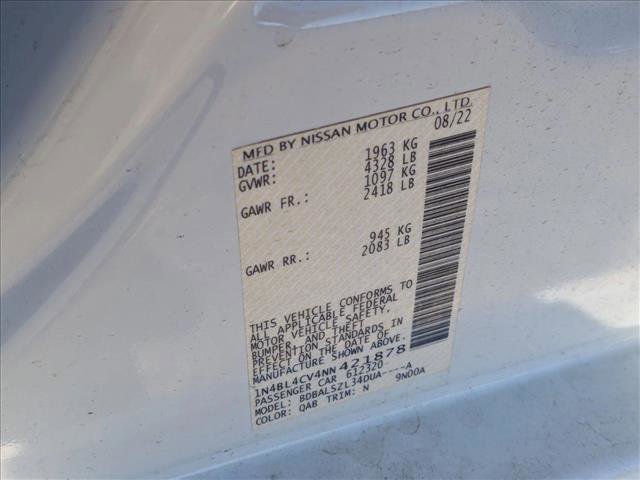 MFD BY NISSAN MOTOR CO., LTD.
DATE: 08/22
GVWR: 1963 KG
4328 LB
GAWR FR.: 1097 KG
2418 LB
GAWR RR.: 945 KG
2083 LB
THIS VEHICLE CONFORMS TO
ALL APPLICABLE FEDERAL
MOTOR VEHICLE SAFETY,
BUMPER, AND THEFT
PREVENTION STANDARDS IN
EFFECT ON THE DATE OF
MANUFACTURE SHOWN ABOVE.
1N4BL4CV4NN421878
PASSENGER CAR 612320
MODEL: BDBALSZL34DUA----A
COLOR: QAB TRIM: N 9N00A